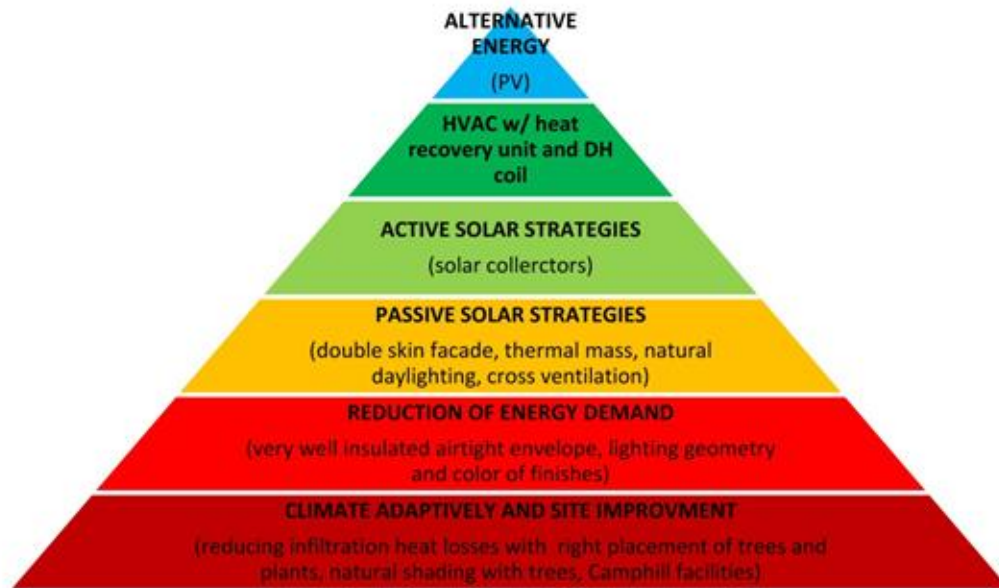 ALTERNATIVE
ENERGY
(PV)
HVAC w/ heat
recovery unit and DH
coil
ACTIVE SOLAR STRATEGIES
(solar collerctors)
PASSIVE SOLAR STRATEGIES
(double skin facade, thermal mass, natural
daylighting, cross ventilation)
REDUCTION OF ENERGY DEMAND
(very well insulated airtight envelope, lighting geometry
and color of finishes)
CLIMATE ADAPTIVELY AND SITE IMPROVMENT
(reducing infiltration heat losses with right placement of trees and
plants, natural shading with trees, Camphill facilities)